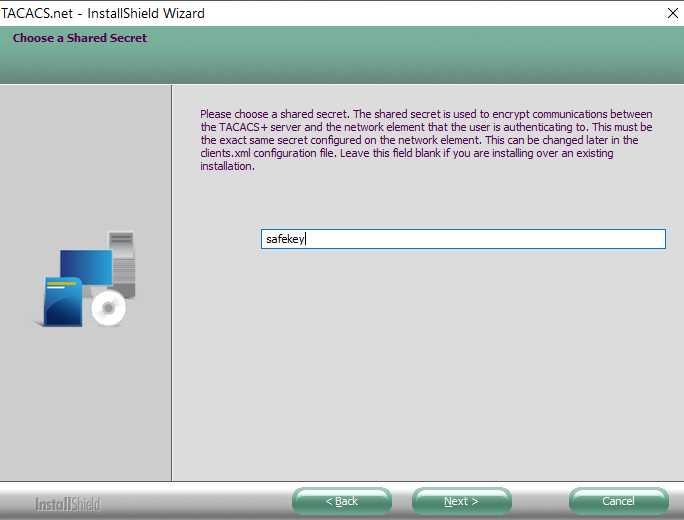 TACACS.net - InstallShield Wizard
Choose a Shared Secret
Please choose a shared secret. The shared secret is used to encrypt communications between
the TACACS+ server and the network element that the user is authenticating to. This must be
the exact same secret configured on the network element. This can be changed later in the
clients.xml configuration file. Leave this field blank if you are installing over an existing
installation.
safekey
InstallShield
< Back
Next >
Cancel